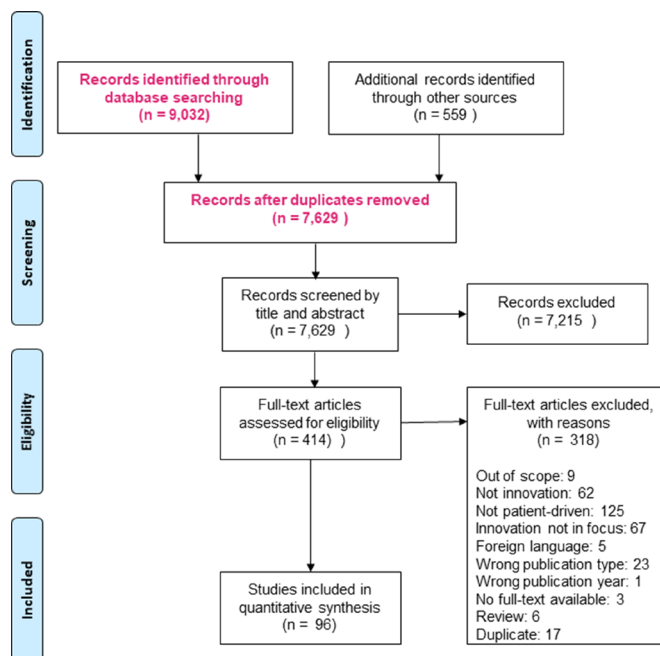 Identification
Records identified through
database searching
(n = 9,032)
Additional records identified
through other sources
(n = 559 )
Screening
Records after duplicates removed
(n = 7,629 )
Records screened by
title and abstract
(n = 7,629 )
Records excluded
(n = 7,215 )
Eligibility
Full-text articles
assessed for eligibility
(n = 414) )
Full-text articles excluded,
with reasons
(n = 318)
Out of scope: 9
Not innovation: 62
Not patient-driven: 125
Innovation not in focus: 67
Foreign language: 5
Wrong publication type: 23
Wrong publication year: 1
No full-text available: 3
Review: 6
Duplicate: 17
Included
Studies included in
quantitative synthesis
(n = 96)